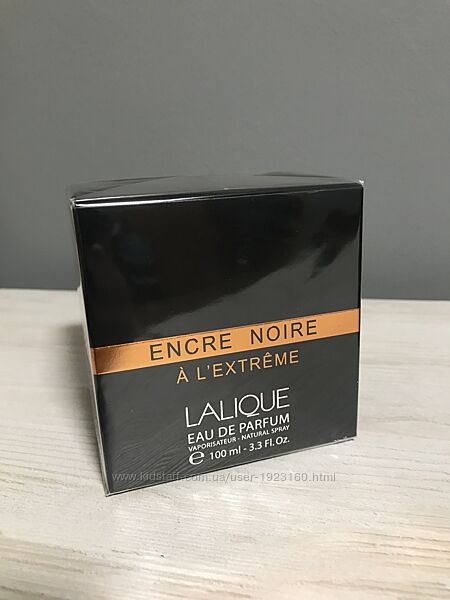 ENCRE NOIRE
À L'EXTRÊME
LALIQUE
EAU DE PARFUM
VAPORISATEUR - NATURAL SPRAY
e 100 ml - 3.3 Fl. Oz.
www.kidstaff.com.ua/user-1923160.html